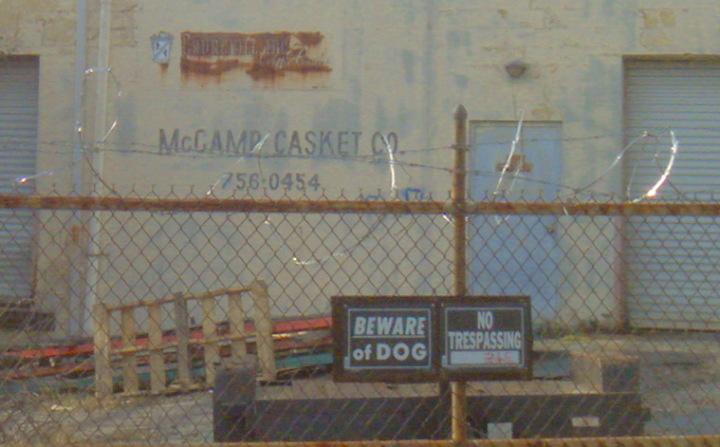 McCAMP CASKET CO.
756-0454
BEWARE
of DOG
NO
TRESPASSING